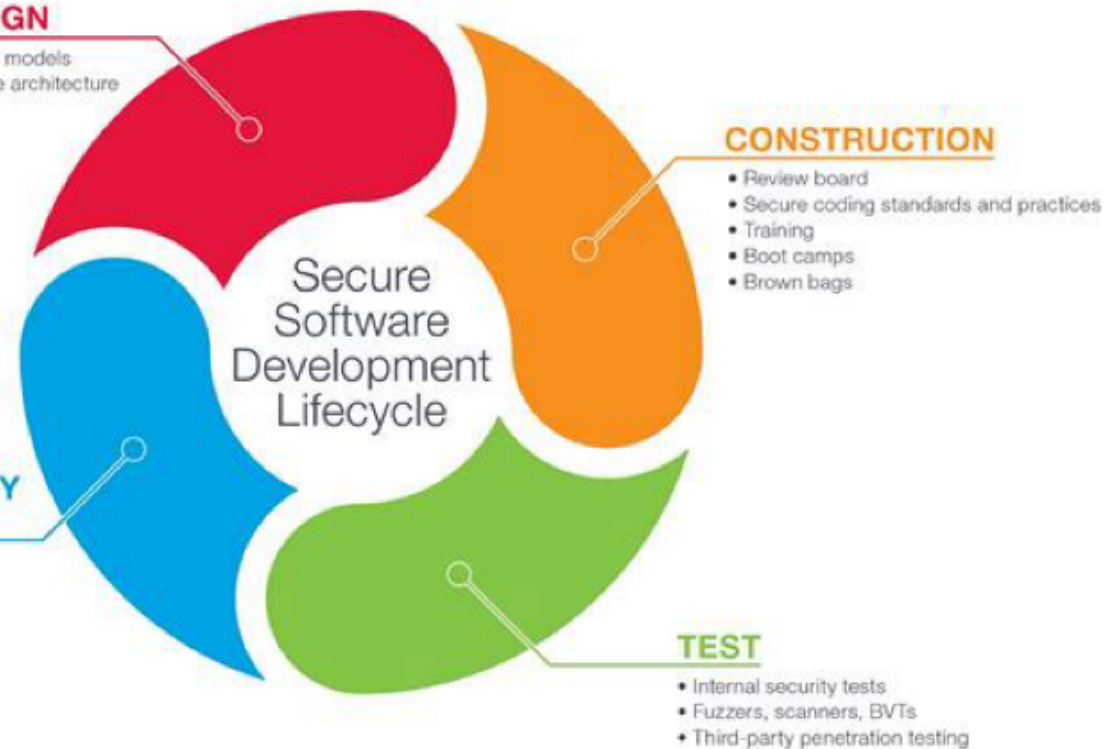 GN
models
e architecture
CONSTRUCTION
• Review board
• Secure coding standards and practices
• Training
• Boot camps
• Brown bags
Secure
Software
Development
Lifecycle
Y
TEST
• Internal security tests
• Fuzzers, scanners, BVTs
• Third-party penetration testing